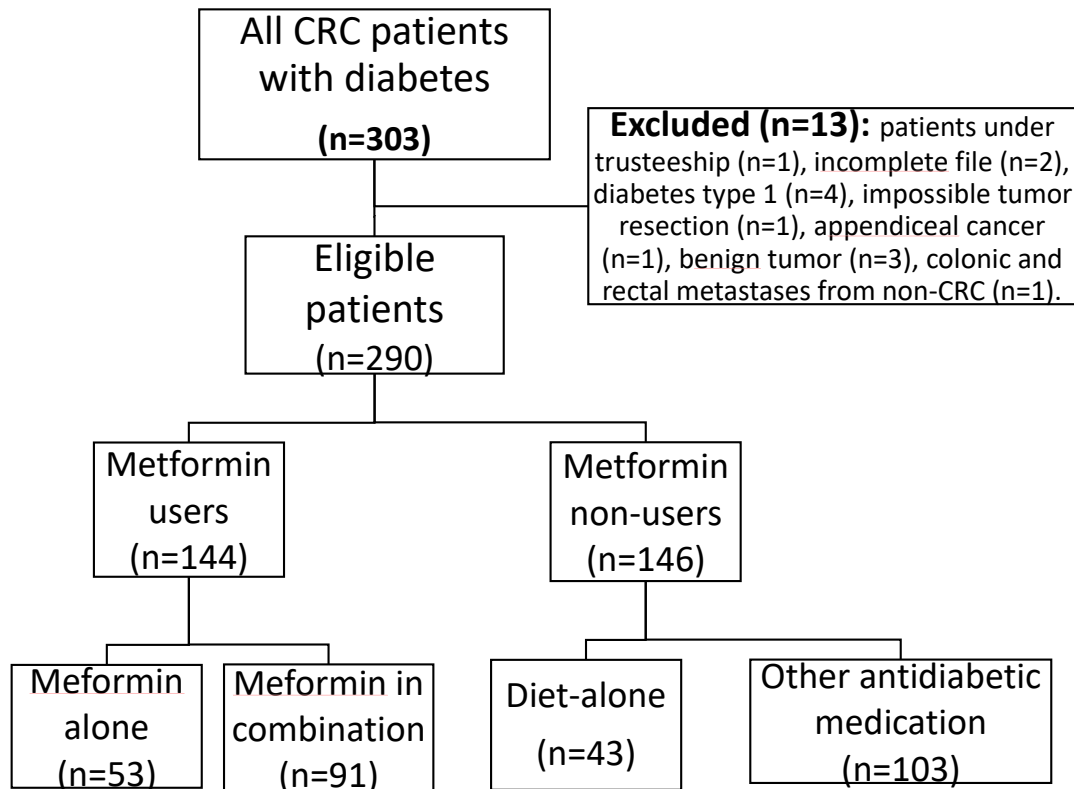 All CRC patients
with diabetes
(n=303)
Excluded (n=13): patients under
trusteeship (n=1), incomplete file (n=2),
diabetes type 1 (n=4), impossible tumor
resection (n=1), appendiceal cancer
(n=1), benign tumor (n=3), colonic and
rectal metastases from non-CRC (n=1).
Eligible
patients
(n=290)
Metformin
users
(n=144)
Metformin
non-users
(n=146)
Meformin
alone
(n=53)
Meformin in
combination
(n=91)
Diet-alone
(n=43)
Other antidiabetic
medication
(n=103)